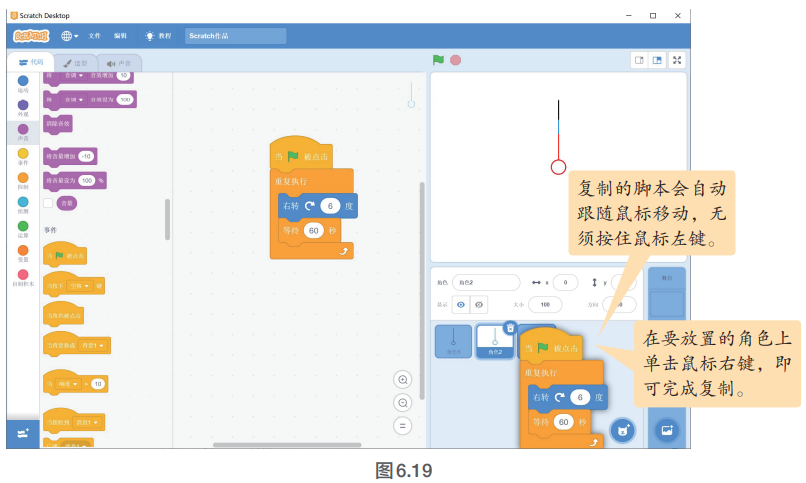 Scratch Desktop
SCRATCH
文件 编辑 教程 Scratch作品
代码 造型 声音
将 音调 音效增加 10
将 音调 音效设为 100
清除音效
将音量增加 -10
将音量设为 100 %
音量
事件
当 被点击
当按下 空格 键
当角色被点击
当背景换成 背景1
当 响度 > 10
当接收到 消息1
运动
外观
声音
事件
控制
侦测
运算
变量
自制积木
当 被点击
重复执行
右转 6 度
等待 60 秒
复制的脚本会自动
跟随鼠标移动，无
须按住鼠标左键。
角色 角色2 x 0 y
显示 大小 100 方向
舞台
角色2
当 被点击
重复执行
右转 6 度
等待 60 秒
在要放置的角色上
单击鼠标右键，即
可完成复制。
图6.19